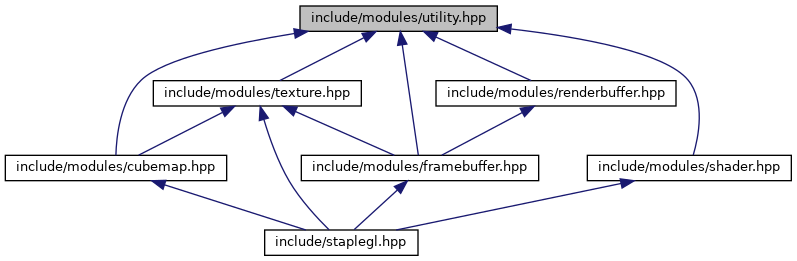 include/modules/utility.hpp
include/modules/texture.hpp
include/modules/renderbuffer.hpp
include/modules/cubemap.hpp
include/modules/framebuffer.hpp
include/modules/shader.hpp
include/staplegl.hpp